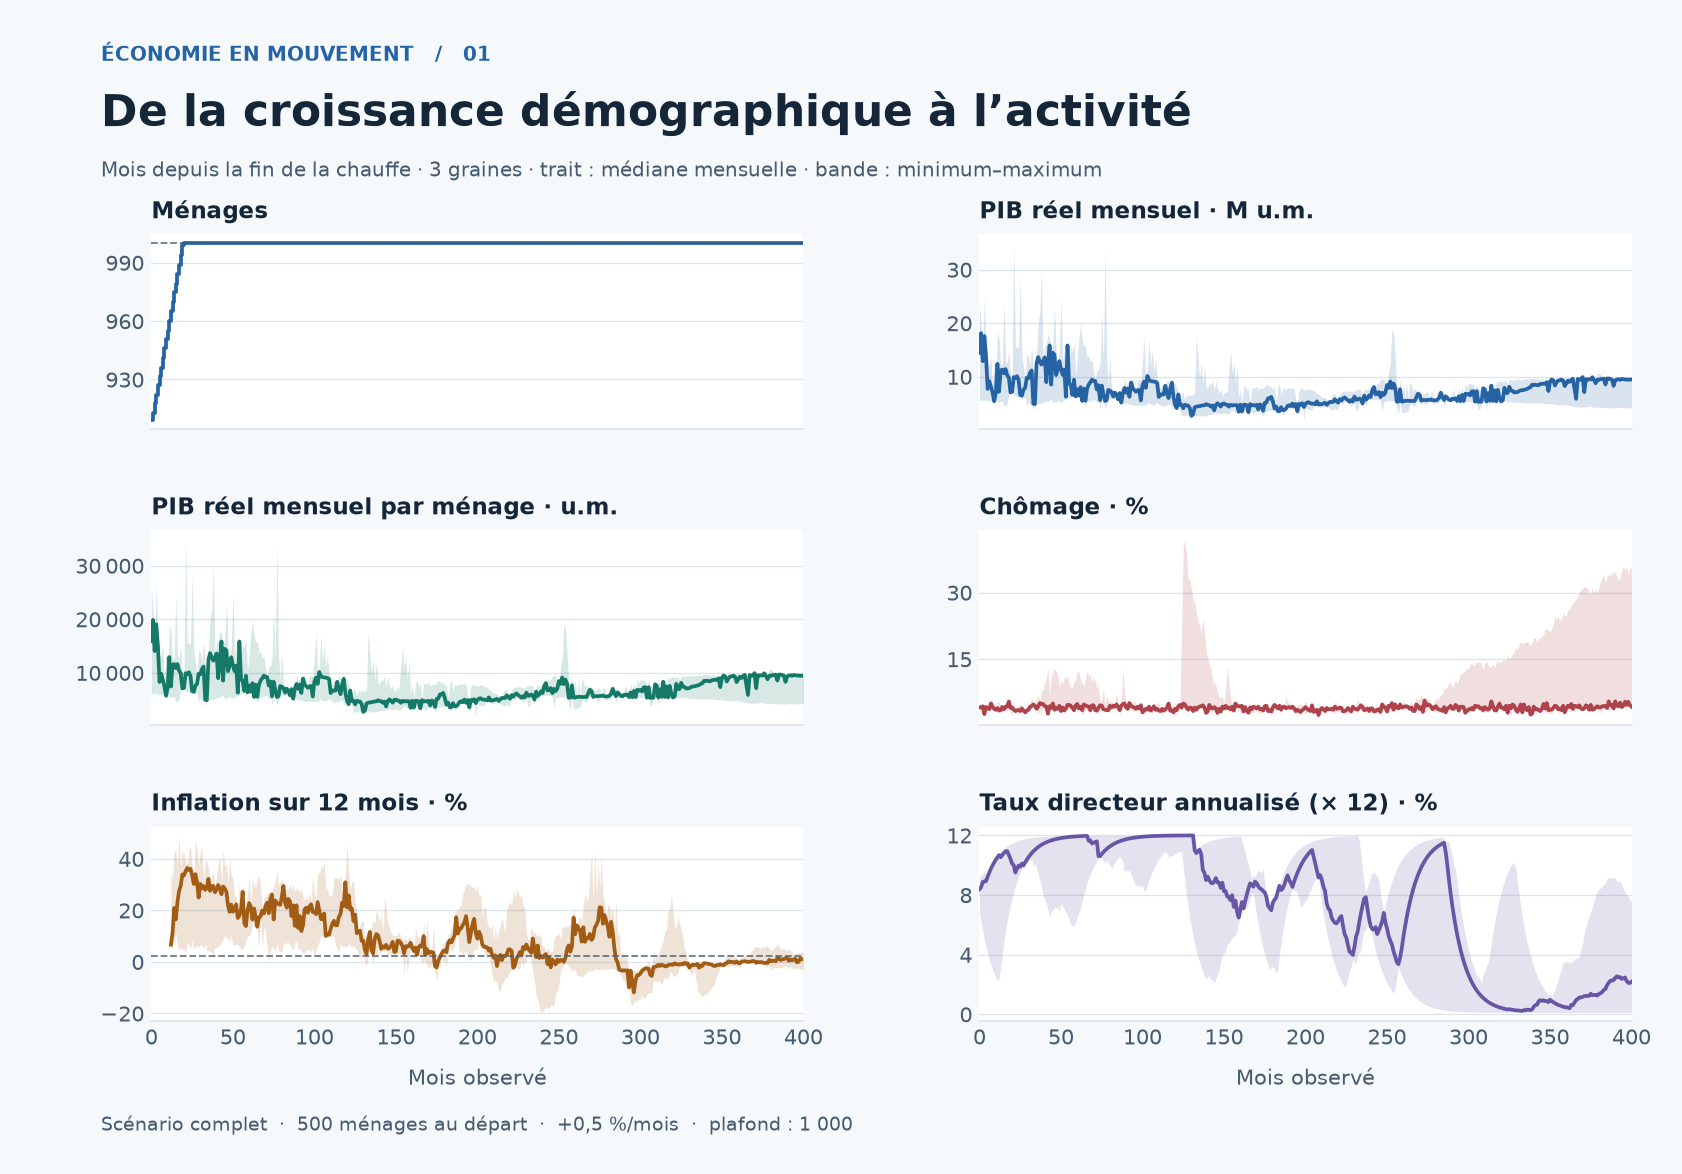 ÉCONOMIE EN MOUVEMENT / 01
De la croissance démographique à l’activité
Mois depuis la fin de la chauffe · 3 graines · trait : médiane mensuelle · bande : minimum–maximum
Ménages
990
960
930
PIB réel mensuel · M u.m.
30
20
10
PIB réel mensuel par ménage · u.m.
30 000
20 000
10 000
Chômage · %
30
15
Inflation sur 12 mois · %
40
20
0
−20
0 50 100 150 200 250 300 350 400
Mois observé
Taux directeur annualisé (× 12) · %
12
8
4
0
0 50 100 150 200 250 300 350 400
Mois observé
Scénario complet · 500 ménages au départ · +0,5 %/mois · plafond : 1 000